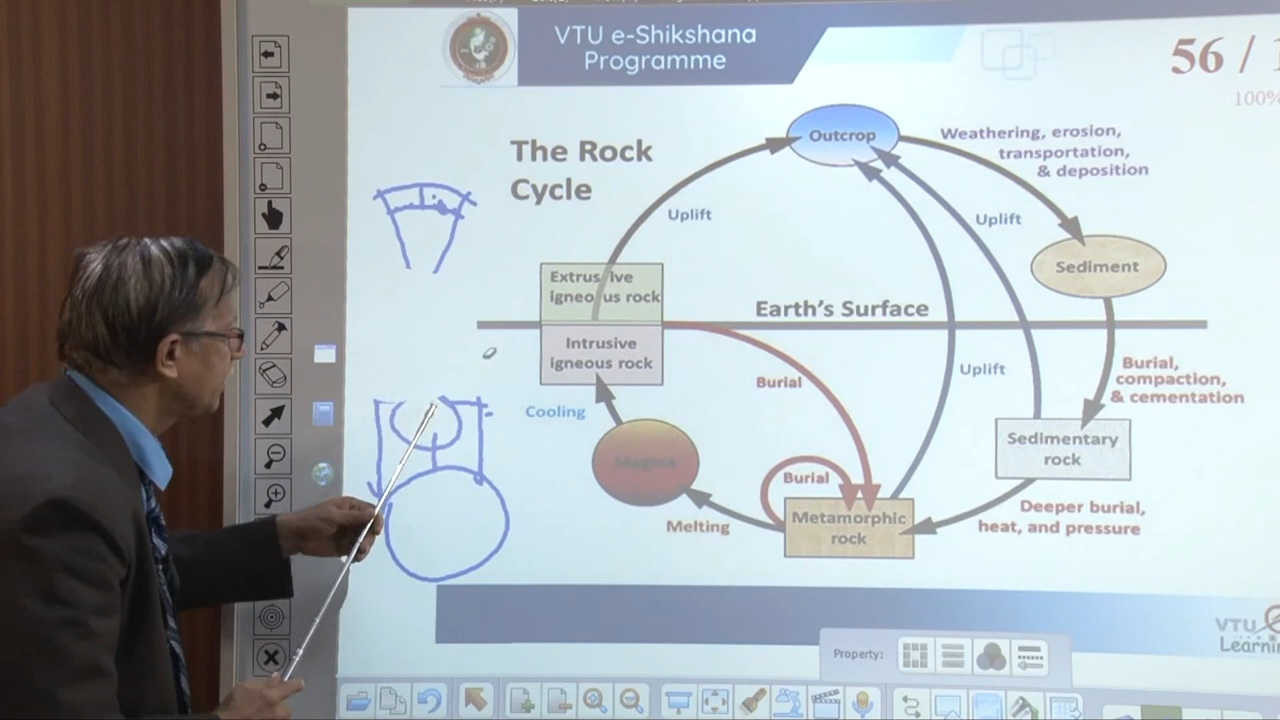 VTU e-Shikshana
Programme
56 / 1
100%
The Rock
Cycle
Outcrop
Weathering, erosion,
transportation,
& deposition
Uplift
Uplift
Sediment
Extrusive
igneous rock
Earth's Surface
Intrusive
igneous rock
Burial
Uplift
Burial,
compaction,
& cementation
Cooling
Magma
Sedimentary
rock
Burial
Metamorphic
rock
Melting
Deeper burial,
heat, and pressure
VTU
Learnin
Property: